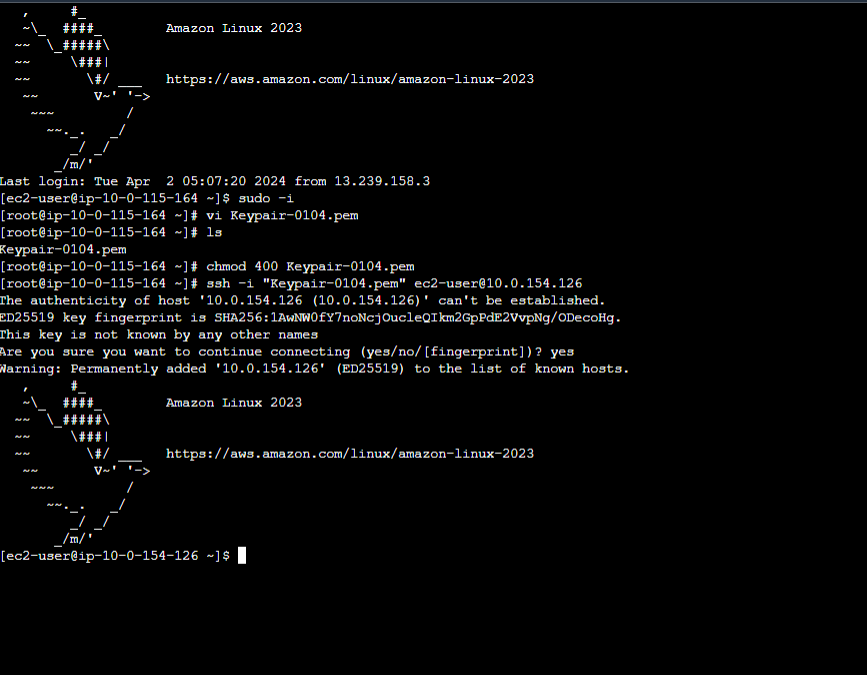 ,     #_
   ~\_  ####_        Amazon Linux 2023
  ~~  \_#####\
  ~~     \###|
  ~~       \#/ ___   https://aws.amazon.com/linux/amazon-linux-2023
   ~~       V~' '->
    ~~~         /
      ~~._.   _/
         _/ _/
       _/m/'
Last login: Tue Apr  2 05:07:20 2024 from 13.239.158.3
[ec2-user@ip-10-0-115-164 ~]$ sudo -i
[root@ip-10-0-115-164 ~]# vi Keypair-0104.pem
[root@ip-10-0-115-164 ~]# ls
Keypair-0104.pem
[root@ip-10-0-115-164 ~]# chmod 400 Keypair-0104.pem
[root@ip-10-0-115-164 ~]# ssh -i "Keypair-0104.pem" ec2-user@10.0.154.126
The authenticity of host '10.0.154.126 (10.0.154.126)' can't be established.
ED25519 key fingerprint is SHA256:1AwNW0fY7noNcjOucleQIkm2GpPdE2VvpNg/ODecoHg.
This key is not known by any other names
Are you sure you want to continue connecting (yes/no/[fingerprint])? yes
Warning: Permanently added '10.0.154.126' (ED25519) to the list of known hosts.
   ,     #_
   ~\_  ####_        Amazon Linux 2023
  ~~  \_#####\
  ~~     \###|
  ~~       \#/ ___   https://aws.amazon.com/linux/amazon-linux-2023
   ~~       V~' '->
    ~~~         /
      ~~._.   _/
         _/ _/
       _/m/'
[ec2-user@ip-10-0-154-126 ~]$